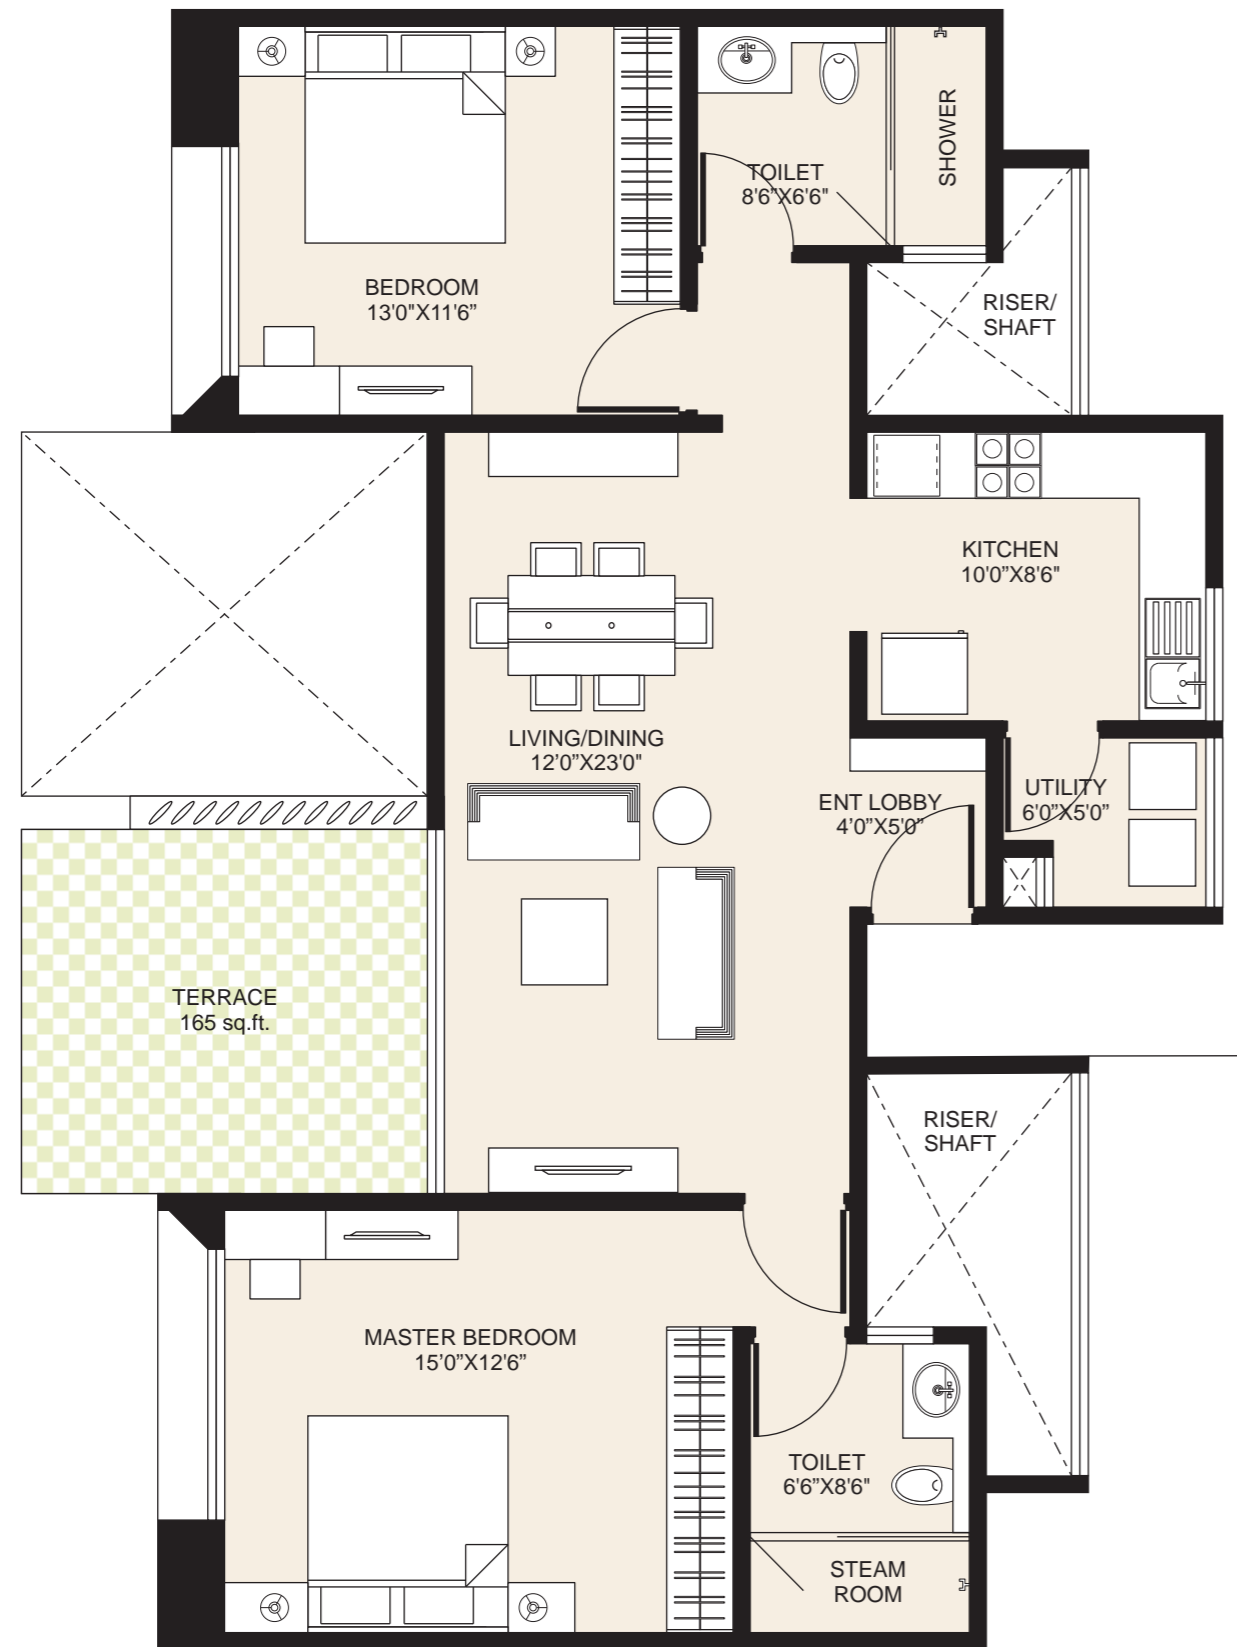 TOILET
8'6”X6'6"
SHOWER
BEDROOM
13'0"X11'6”
RISER/
SHAFT
KITCHEN
10'0”X8'6"
LIVING/DINING
12’0”X23'0"
ENT LOBBY
4'0”X5'0”
UTILITY
6'0”X5'0”
TERRACE
165 sq.ft.
RISER/
SHAFT
MASTER BEDROOM
15’0”X12'6”
TOILET
6'6”X8'6"
STEAM
ROOM